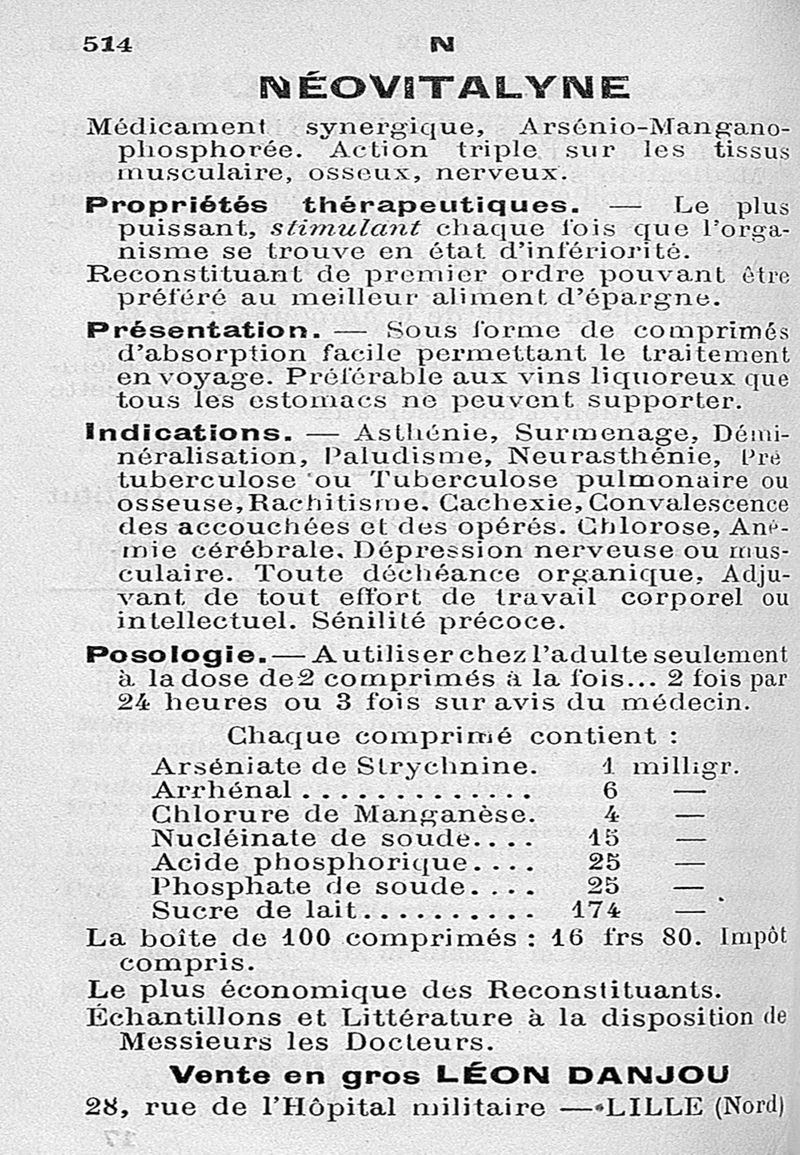 514 N
NÉOVITALYNE
Médicament synergique, Arsénio-Mangano-
phosphorée. Action triple sur les tissus
musculaire, osseux, nerveux.
Propriétés thérapeutiques. — Le plus
puissant, stimulant chaque fois que l'orga-
nisme se trouve en état d'infériorité.
Reconstituant de premier ordre pouvant être
préféré au meilleur aliment d'épargne.
Présentation. — Sous forme de comprimés
d'absorption facile permettant le traitement
en voyage. Préférable aux vins liquoreux que
tous les estomacs ne peuvent supporter.
Indications. — Asthénie, Surmenage, Démi-
néralisation, Paludisme, Neurasthénie, Pré
tuberculose ou Tuberculose pulmonaire ou
osseuse, Rachitisme. Cachexie, Convalescence
des accouchées et des opérés. Chlorose, Ané-
mie cérébrale. Dépression nerveuse ou mus-
culaire. Toute déchéance organique, Adju-
vant de tout effort de travail corporel ou
intellectuel. Sénilité précoce.
Posologie. — A utiliser chez l'adulte seulement
à la dose de 2 comprimés à la fois... 2 fois par
24 heures ou 3 fois sur avis du médecin.
Chaque comprimé contient :
Arséniate de Strychnine. 1 milligr.
Arrhénal ............. 6 —
Chlorure de Manganèse. 4 —
Nucléinate de soude.... 15 —
Acide phosphorique.... 25 —
Phosphate de soude.... 25 —
Sucre de lait.......... 174 —
La boîte de 100 comprimés : 16 frs 80. Impôt
compris.
Le plus économique des Reconstituants.
Échantillons et Littérature à la disposition de
Messieurs les Docteurs.
Vente en gros LÉON DANJOU
28, rue de l'Hôpital militaire — LILLE (Nord)